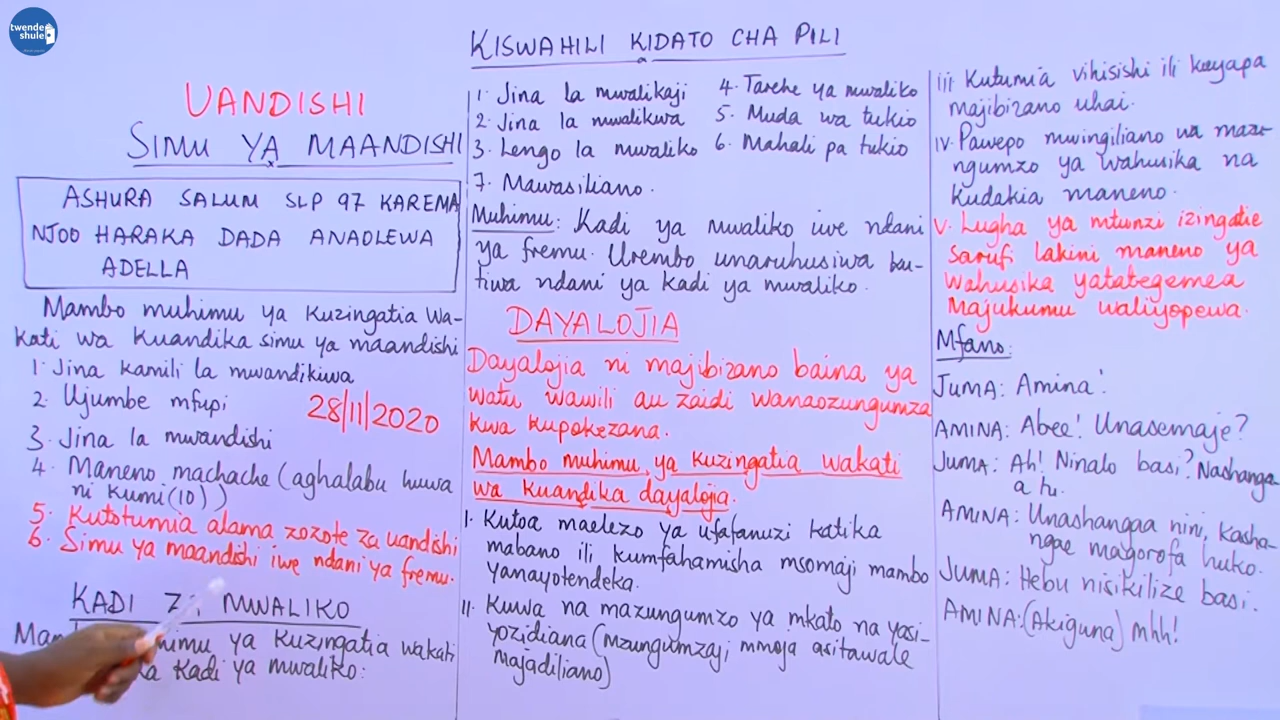 twende
shule
KISWAHILI KIDATO CHA PILI
UANDISHI
SIMU YA MAANDISHI
ASHURA SALUM SLP 97 KAREMA
NJOO HARAKA DADA ANAOLEWA
ADELLA
Mambo muhimu ya kuzingatia wa-
kati wa kuandika simu ya maandishi
1. Jina kamili la mwandikiwa
2. Ujumbe mfupi
28/11/2020
3. Jina la mwandishi
4. Maneno machache (aghalabu huwa
ni kumi (10))
5. Kutotumia alama zozote za uandishi
6. Simu ya maandishi iwe ndani ya fremu.
KADI MWALIKO
ya kuzingatia wakati
kadi ya mwaliko:
1. Jina la mwalikaji
2. Jina la mwalikwa
3. Lengo la mwaliko
4. Tarehe ya mwaliko
5. Muda wa tukio
6. Mahali pa tukio
7. Mawasiliano.
Muhimu: Kadi ya mwaliko iwe ndani
ya fremu. Urembo unaruhusiwa ku-
tiwa ndani ya kadi ya mwaliko.
DAYALOJIA
Dayalojia ni majibizano baina ya
watu wawili au zaidi wanaozungumza
kwa kupokezana.
Mambo muhimu ya kuzingatia wakati
wa kuandika dayalojia.
I. Kutoa maelezo ya ufafanuzi katika
mabano ili kumfahamisha msomaji mambo
yanayotendeka.
II. Kuwa na mazungumzo ya mkato na yasi-
yozidiana (mzungumzaji mmoja asitawale
majadiliano)
iii Kutumia vihisishi ili kuyapa
majibizano uhai.
iv. Pawepo mwingiliano wa mazu-
ngumzo ya wahusika na
kudakia maneno.
V. Lugha ya mtunzi izingatie
sarufi lakini maneno ya
wahusika yatategemea
majukumu waliyopewa.
Mfano:
JUMA: Amina!
AMINA: Abee! Unasemaje?
JUMA: Ah! Ninalo basi? Nashanga
a tu.
AMINA: Unashangaa nini, kasha-
ngae magorofa huko.
JUMA: Hebu nisikilize basi.
AMINA: (Akiguna) mhh!